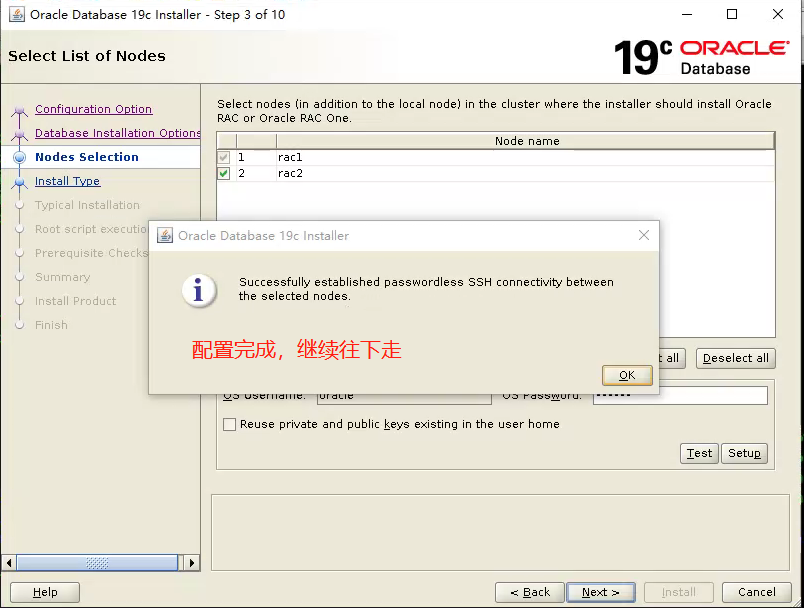 Oracle Database 19c Installer - Step 3 of 10
Select List of Nodes
19c ORACLE
Database
Configuration Option
Database Installation Options
Nodes Selection
Install Type
Typical Installation
Root script executio
Prerequisite Checks
Summary
Install Product
Finish
Select nodes (in addition to the local node) in the cluster where the installer should install Oracle
RAC or Oracle RAC One.
Node name
1 rac1
2 rac2
Oracle Database 19c Installer
Successfully established passwordless SSH connectivity between
the selected nodes.
配置完成，继续往下走
OK
t all Deselect all
OS Username: oracle OS Password: ••••••
Reuse private and public keys existing in the user home
Test Setup
Help < Back Next > Install Cancel